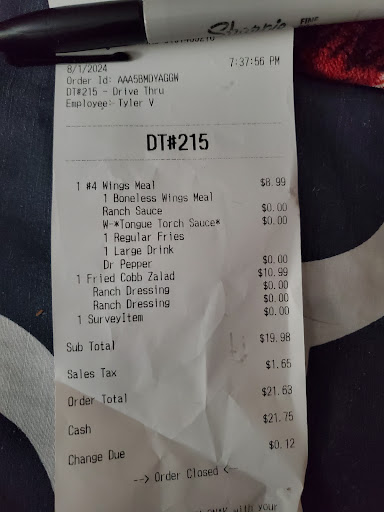 Sharpie FINE
8/1/2024 7:37:56 PM
Order Id: AAA5BMDYAGGW
DT#215 - Drive Thru
Employee: Tyler V
DT#215
1 #4 Wings Meal $8.99
1 Boneless Wings Meal
Ranch Sauce $0.00
W-*Tongue Torch Sauce* $0.00
1 Regular Fries
1 Large Drink
Dr Pepper $0.00
1 Fried Cobb Zalad $10.99
Ranch Dressing $0.00
Ranch Dressing $0.00
1 SurveyItem $0.00
Sub Total $19.98
Sales Tax $1.65
Order Total $21.63
Cash $21.75
Change Due $0.12
--> Order Closed <--
with your